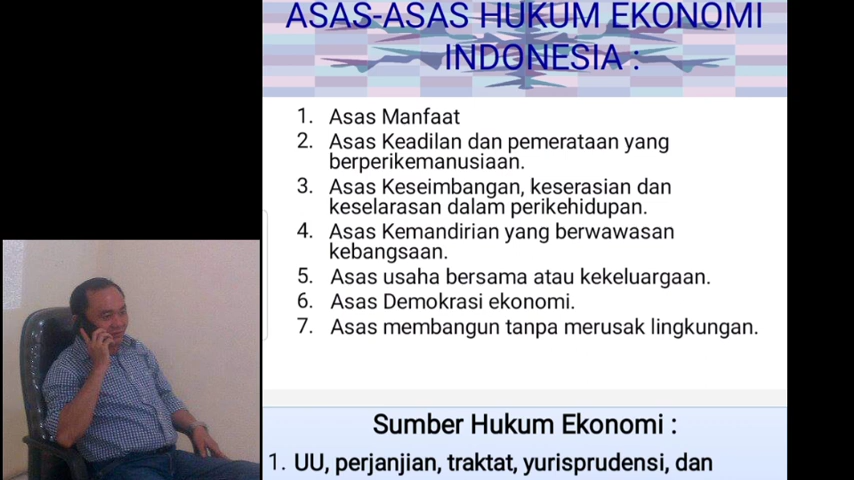 ASAS-ASAS HUKUM EKONOMI
INDONESIA :
1. Asas Manfaat
2. Asas Keadilan dan pemerataan yang
berperikemanusiaan.
3. Asas Keseimbangan, keserasian dan
keselarasan dalam perikehidupan.
4. Asas Kemandirian yang berwawasan
kebangsaan.
5. Asas usaha bersama atau kekeluargaan.
6. Asas Demokrasi ekonomi.
7. Asas membangun tanpa merusak lingkungan.
Sumber Hukum Ekonomi :
1. UU, perjanjian, traktat, yurisprudensi, dan